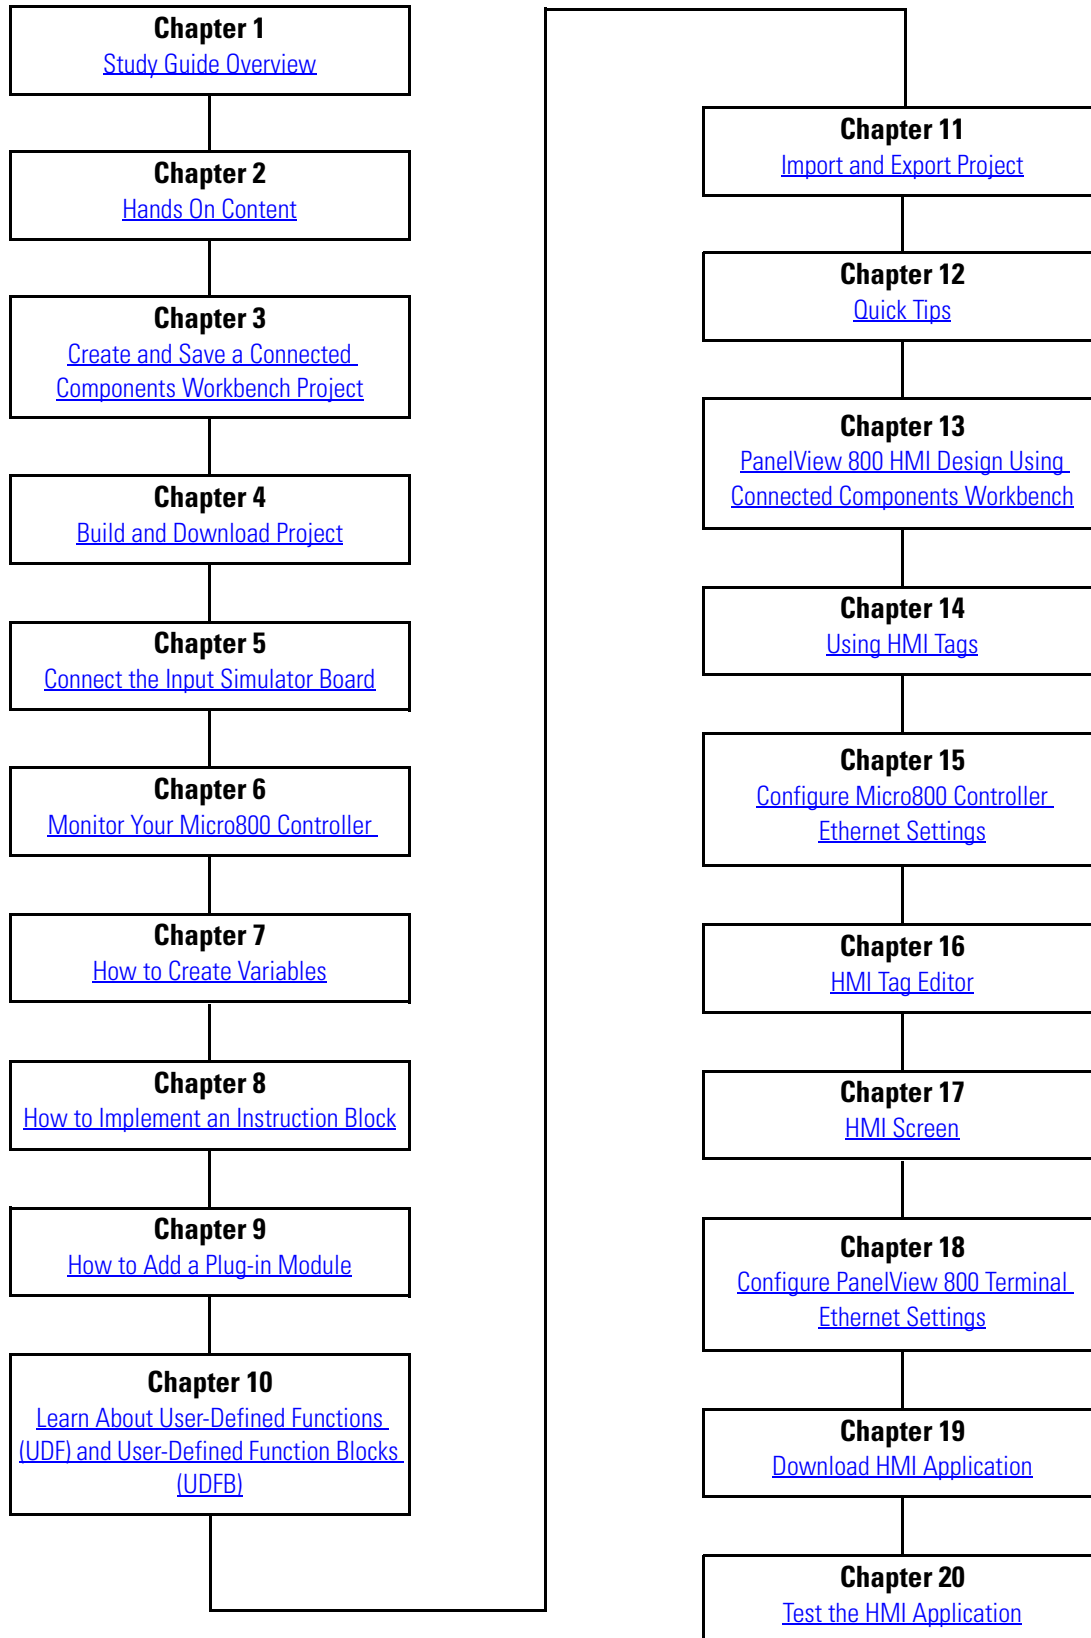 Chapter 1
Study Guide Overview
Chapter 2
Hands On Content
Chapter 3
Create and Save a Connected
Components Workbench Project
Chapter 4
Build and Download Project
Chapter 5
Connect the Input Simulator Board
Chapter 6
Monitor Your Micro800 Controller
Chapter 7
How to Create Variables
Chapter 8
How to Implement an Instruction Block
Chapter 9
How to Add a Plug-in Module
Chapter 10
Learn About User-Defined Functions
(UDF) and User-Defined Function Blocks
(UDFB)
Chapter 11
Import and Export Project
Chapter 12
Quick Tips
Chapter 13
PanelView 800 HMI Design Using
Connected Components Workbench
Chapter 14
Using HMI Tags
Chapter 15
Configure Micro800 Controller
Ethernet Settings
Chapter 16
HMI Tag Editor
Chapter 17
HMI Screen
Chapter 18
Configure PanelView 800 Terminal
Ethernet Settings
Chapter 19
Download HMI Application
Chapter 20
Test the HMI Application